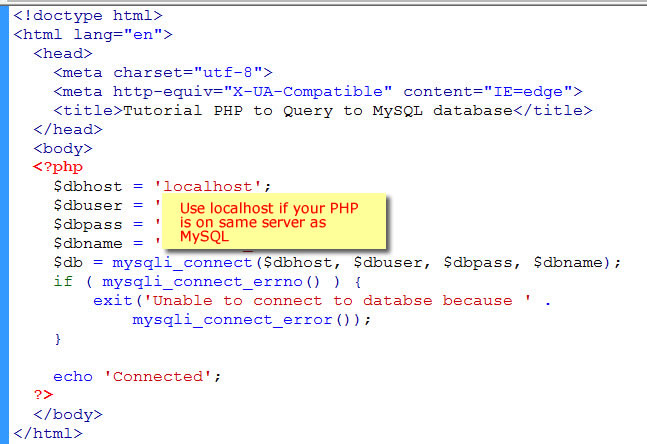 <!doctype html>
<html lang="en">
<head>
<meta charset="utf-8">
<meta http-equiv="X-UA-Compatible" content="IE=edge">
<title>Tutorial PHP to Query to MySQL database</title>
</head>
<body>
<?php
$dbhost = 'localhost';
$dbuser = '
$dbpass = '
$dbname = '
Use localhost if your PHP
is on same server as
MySQL
$db = mysqli_connect($dbhost, $dbuser, $dbpass, $dbname);
if ( mysqli_connect_errno() ) {
exit('Unable to connect to databse because ' .
mysqli_connect_error());
}
echo 'Connected';
?>
</body>
</html>